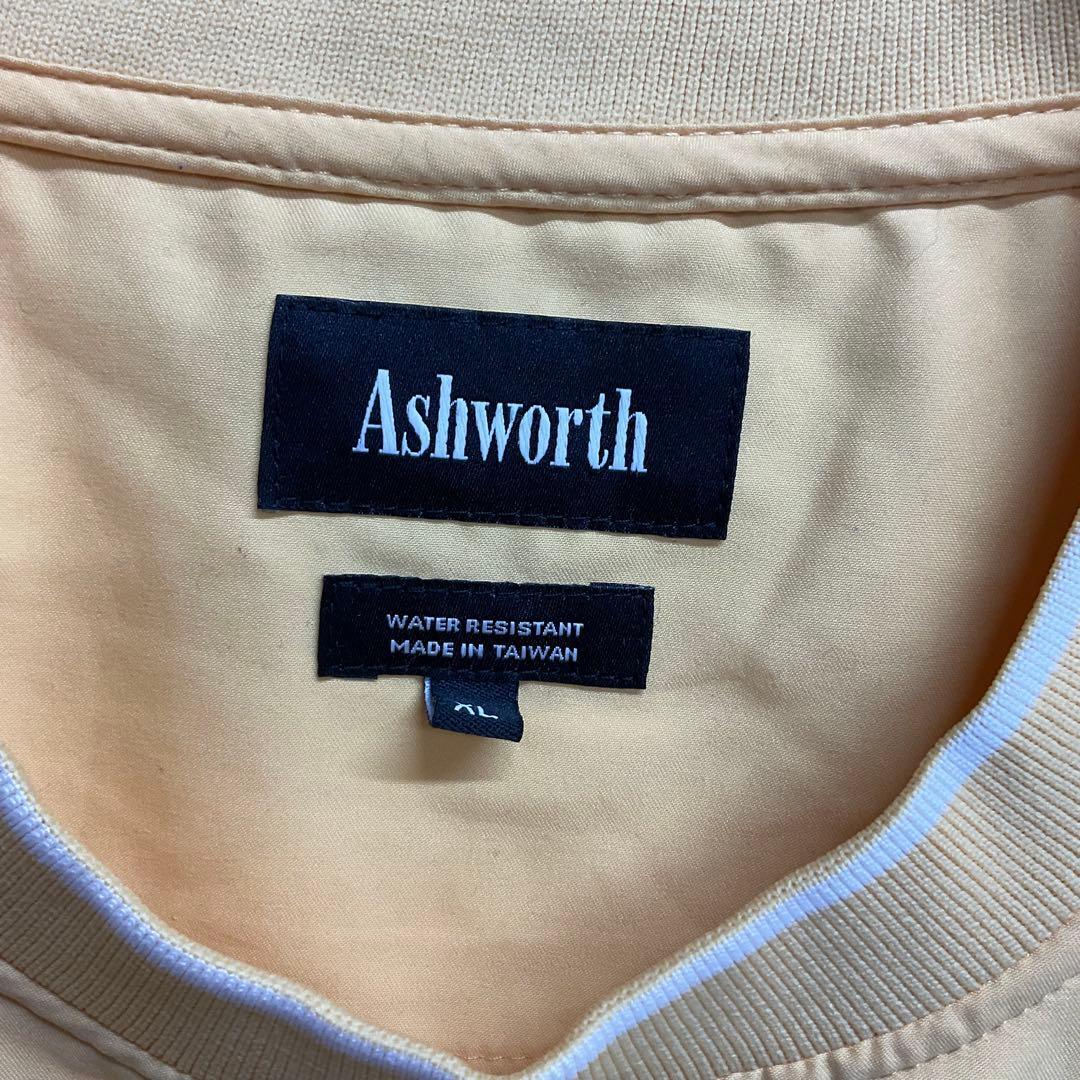 Ashworth
WATER RESISTANT
MADE IN TAIWAN
XL